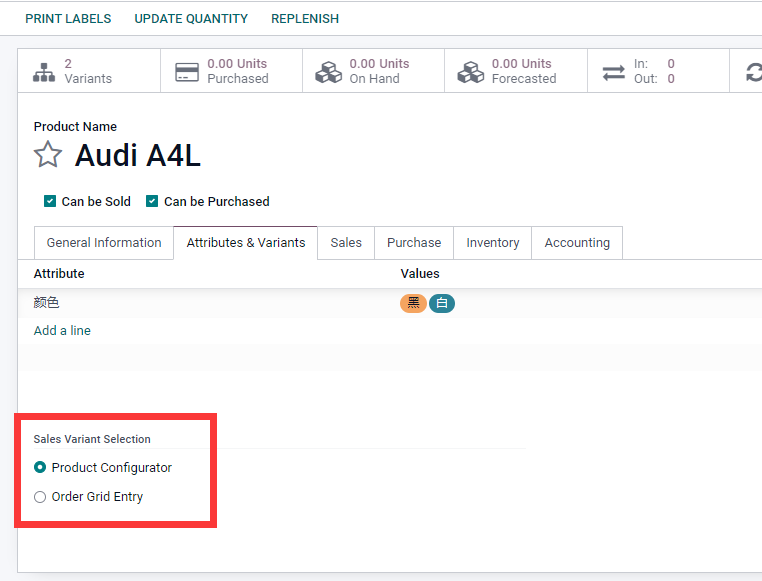 PRINT LABELS UPDATE QUANTITY REPLENISH
2 Variants
0.00 Units Purchased
0.00 Units On Hand
0.00 Units Forecasted
In: 0
Out: 0
Product Name
Audi A4L
Can be Sold Can be Purchased
General Information Attributes & Variants Sales Purchase Inventory Accounting
Attribute Values
颜色 黑 白
Add a line
Sales Variant Selection
Product Configurator
Order Grid Entry